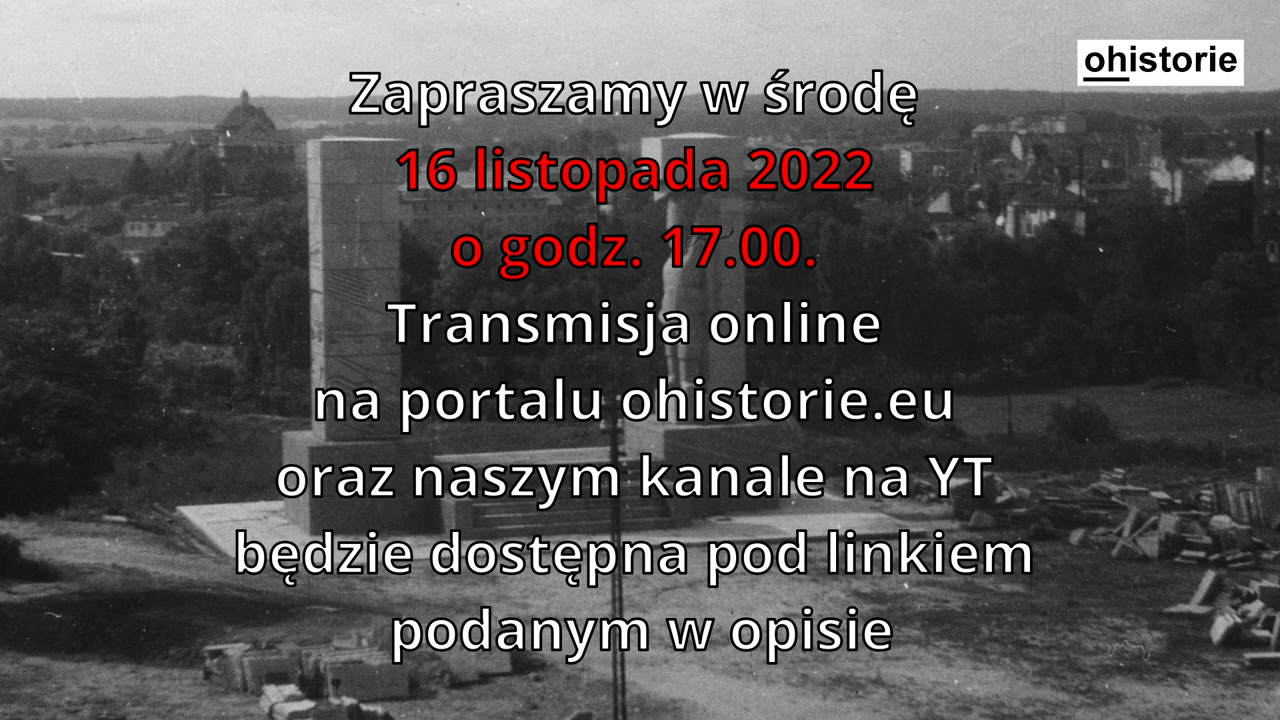 ohistorie
Zapraszamy w środę
16 listopada 2022
o godz. 17.00.
Transmisja online
na portalu ohistorie.eu
oraz naszym kanale na YT
będzie dostępna pod linkiem
podanym w opisie